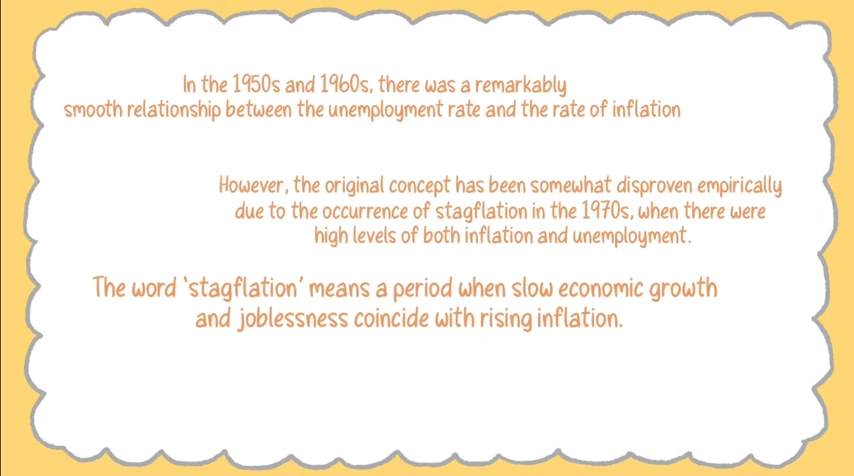 In the 1950s and 1960s, there was a remarkably
smooth relationship between the unemployment rate and the rate of inflation
However, the original concept has been somewhat disproven empirically
due to the occurrence of stagflation in the 1970s, when there were
high levels of both inflation and unemployment.
The word 'stagflation' means a period when slow economic growth
and joblessness coincide with rising inflation.